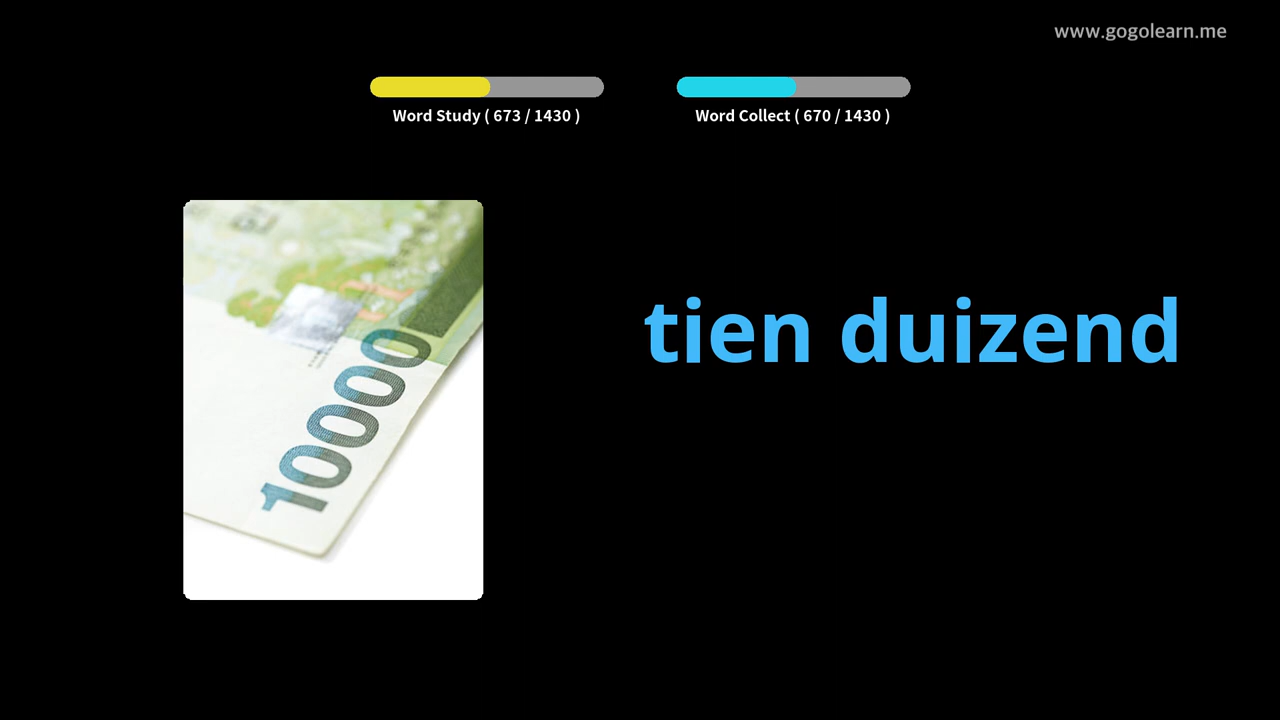 www.gogolearn.me
Word Study ( 673 / 1430 )
Word Collect ( 670 / 1430 )
tien duizend
10000